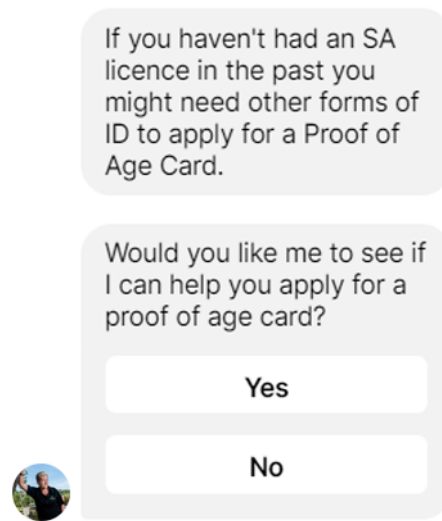 If you haven't had an SA
licence in the past you
might need other forms of
ID to apply for a Proof of
Age Card.
Would you like me to see if
I can help you apply for a
proof of age card?
Yes
No